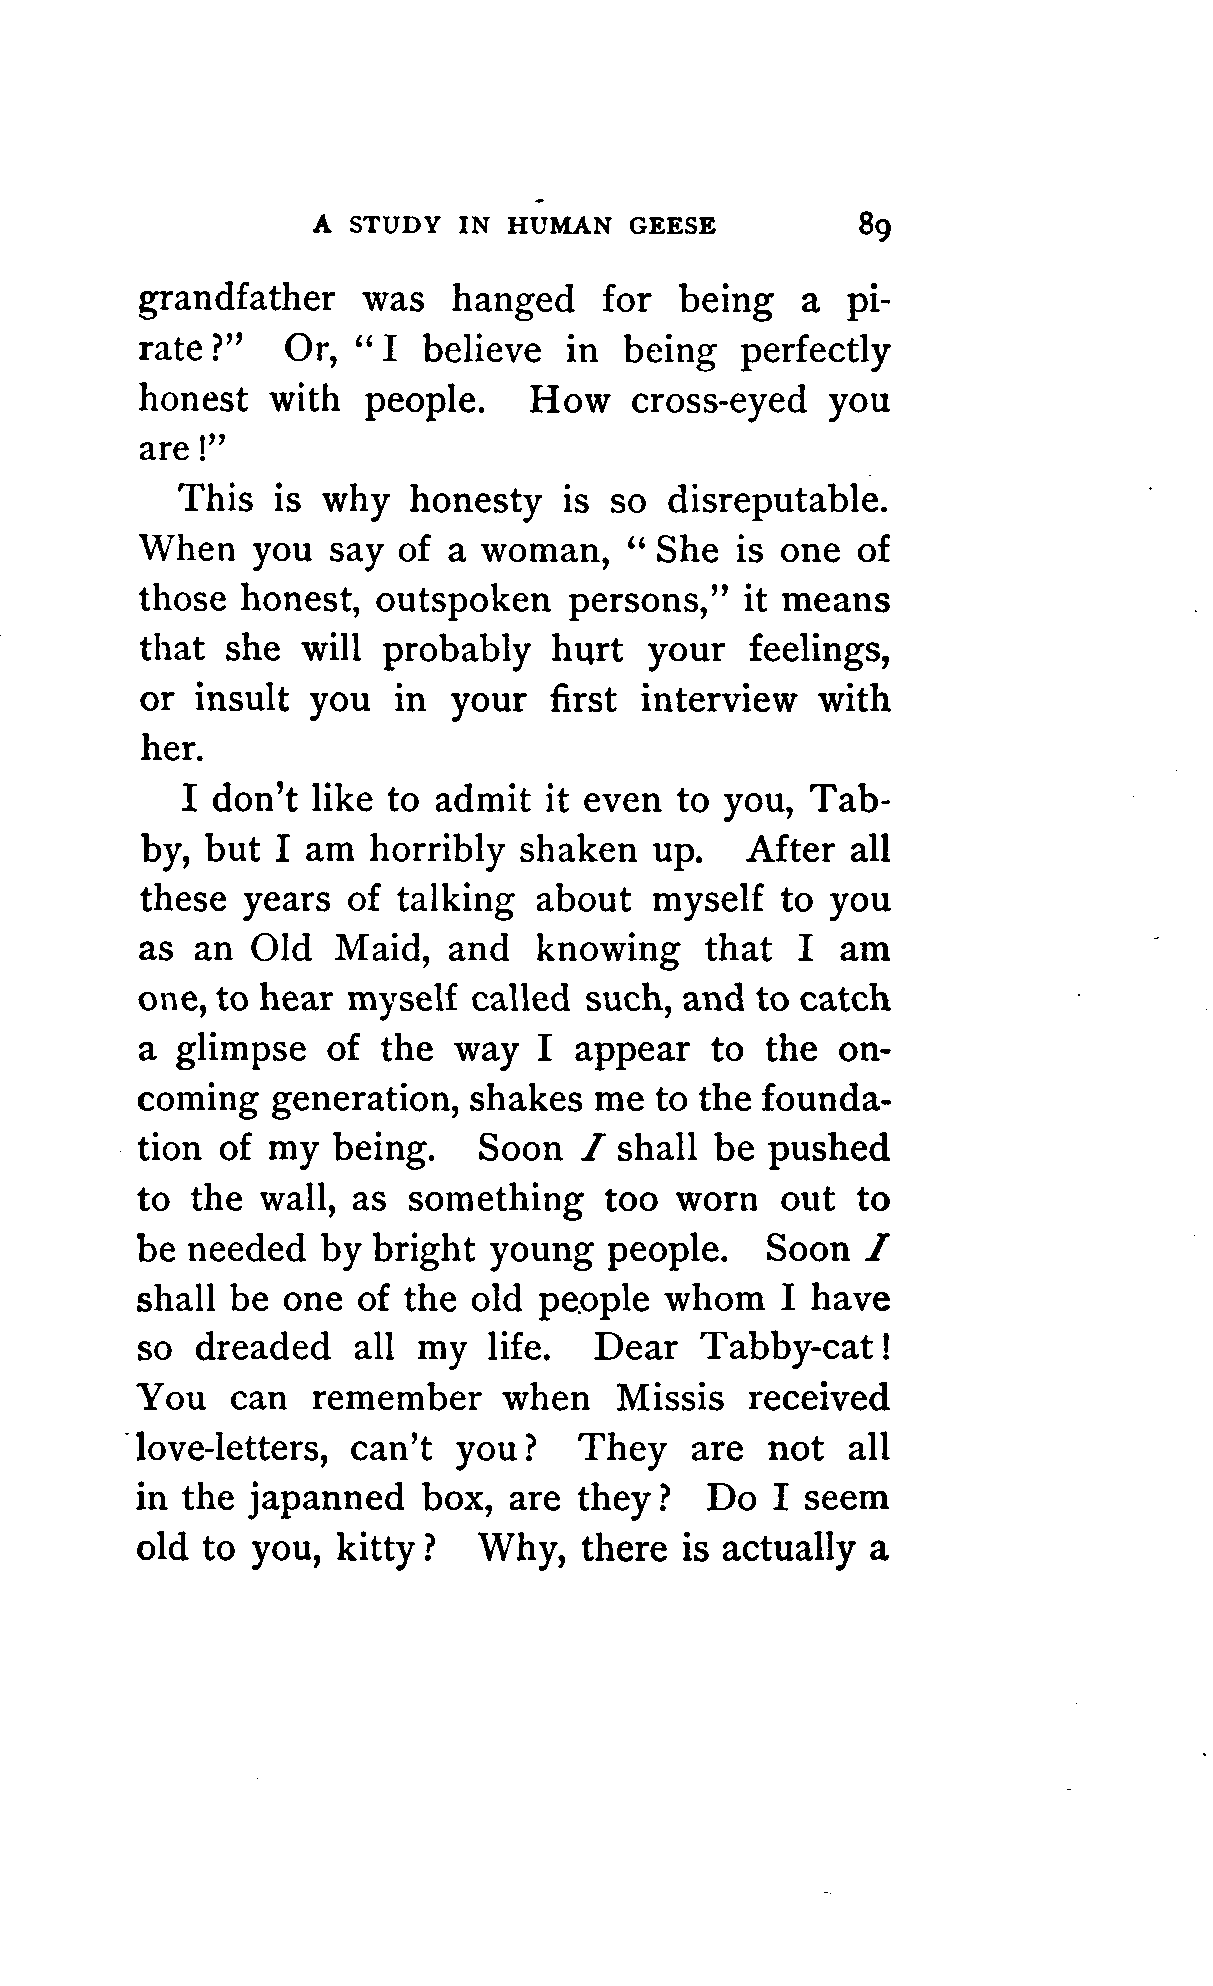 A STUDY IN HUMAN GEESE 89
grandfather was hanged for being a pi-
rate?" Or, "I believe in being perfectly
honest with people. How cross-eyed you
are!"
This is why honesty is so disreputable.
When you say of a woman, "She is one of
those honest, outspoken persons," it means
that she will probably hurt your feelings,
or insult you in your first interview with
her.
I don't like to admit it even to you, Tab-
by, but I am horribly shaken up. After all
these years of talking about myself to you
as an Old Maid, and knowing that I am
one, to hear myself called such, and to catch
a glimpse of the way I appear to the on-
coming generation, shakes me to the founda-
tion of my being. Soon I shall be pushed
to the wall, as something too worn out to
be needed by bright young people. Soon I
shall be one of the old people whom I have
so dreaded all my life. Dear Tabby-cat!
You can remember when Missis received
love-letters, can't you? They are not all
in the japanned box, are they? Do I seem
old to you, kitty? Why, there is actually a